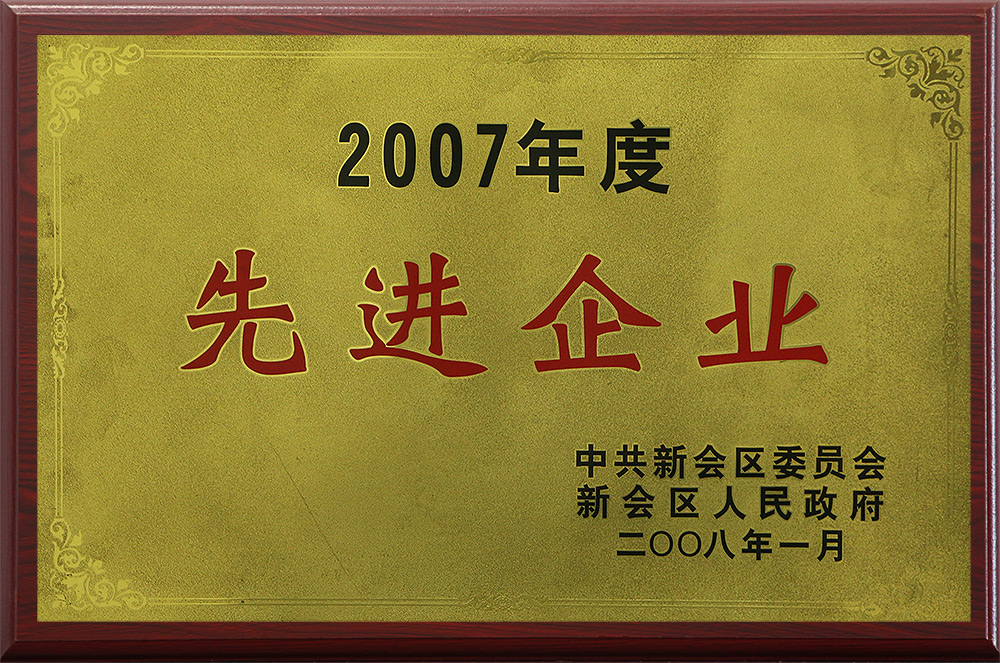 2007年度
先进企业
中共新会区委员会
新会区人民政府
二〇〇八年一月